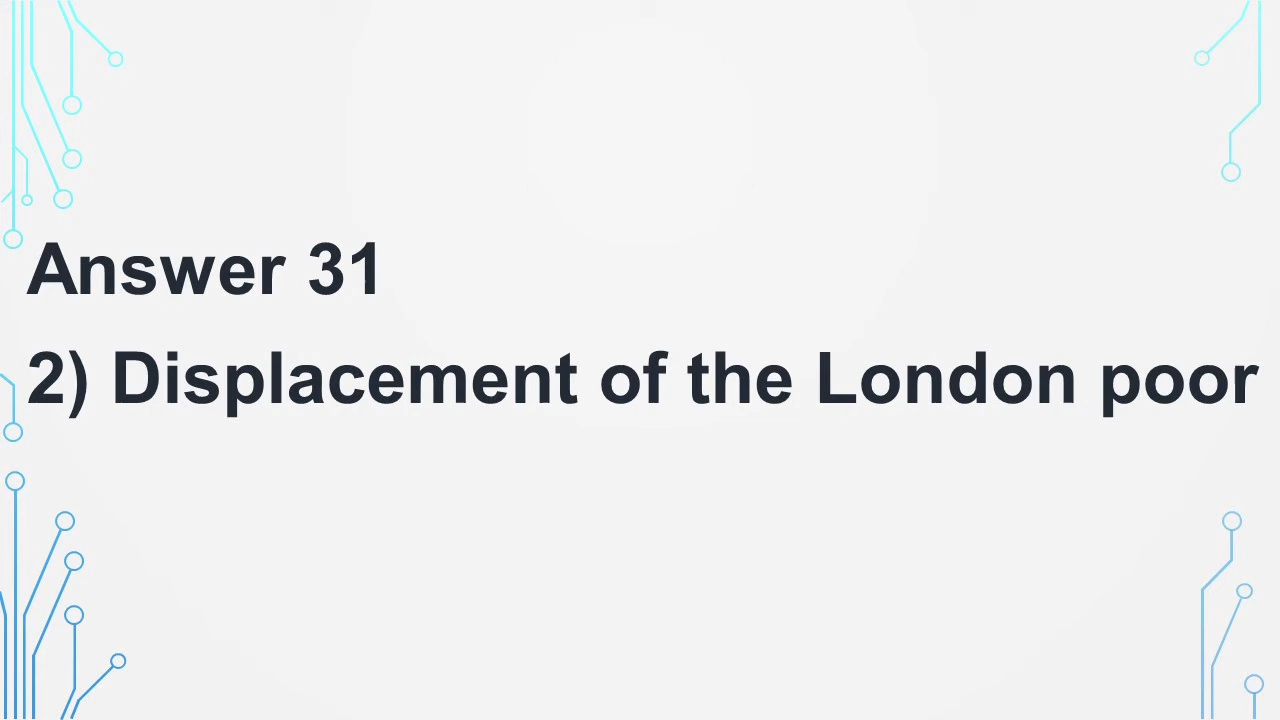 Answer 31
2) Displacement of the London poor